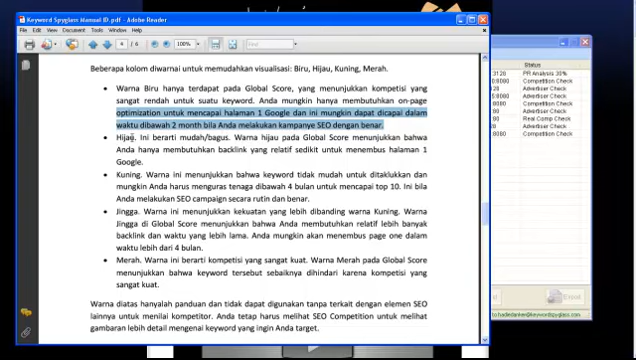 Keyword Spyglass Manual ID.pdf - Adobe Reader
File Edit View Document Tools Window Help
4 / 6
100%
Find
Beberapa kolom diwarnai untuk memudahkan visualisasi: Biru, Hijau, Kuning, Merah.
• Warna Biru hanya terdapat pada Global Score, yang menunjukkan kompetisi yang
sangat rendah untuk suatu keyword. Anda mungkin hanya membutuhkan on-page
optimization untuk mencapai halaman 1 Google dan ini mungkin dapat dicapai dalam
waktu dibawah 2 month bila Anda melakukan kampanye SEO dengan benar.
• Hijau. Ini berarti mudah/bagus. Warna hijau pada Global Score menunjukkan bahwa
Anda hanya membutuhkan backlink yang relatif sedikit untuk menembus halaman 1
Google.
• Kuning. Warna ini menunjukkan bahwa keyword tidak mudah untuk ditaklukkan dan
mungkin Anda harus menguras tenaga dibawah 4 bulan untuk mencapai top 10. Ini bila
Anda melakukan SEO campaign secara rutin dan benar.
• Jingga. Warna ini menunjukkan kekuatan yang lebih dibanding warna Kuning. Warna
Jingga di Global Score menunjukkan bahwa Anda membutuhkan relatif lebih banyak
backlink dan waktu yang lebih lama. Anda mungkin akan menembus page one dalam
waktu lebih dari 4 bulan.
• Merah. Warna ini berarti kompetisi yang sangat kuat. Warna Merah pada Global Score
menunjukkan bahwa keyword tersebut sebaiknya dihindari karena kompetisi yang
sangat kuat.
Warna diatas hanyalah panduan dan tidak dapat digunakan tanpa terkait dengan elemen SEO
lainnya untuk menilai kompetitor. Anda tetap harus melihat SEO Competition untuk melihat
gambaran lebih detail mengenai keyword yang ingin Anda target.
Status
PR Analysis 38%
Competition Check
Competition Check
Competition Check
Advertiser Check
Real Comp Check
Advertiser Check
Competition Check